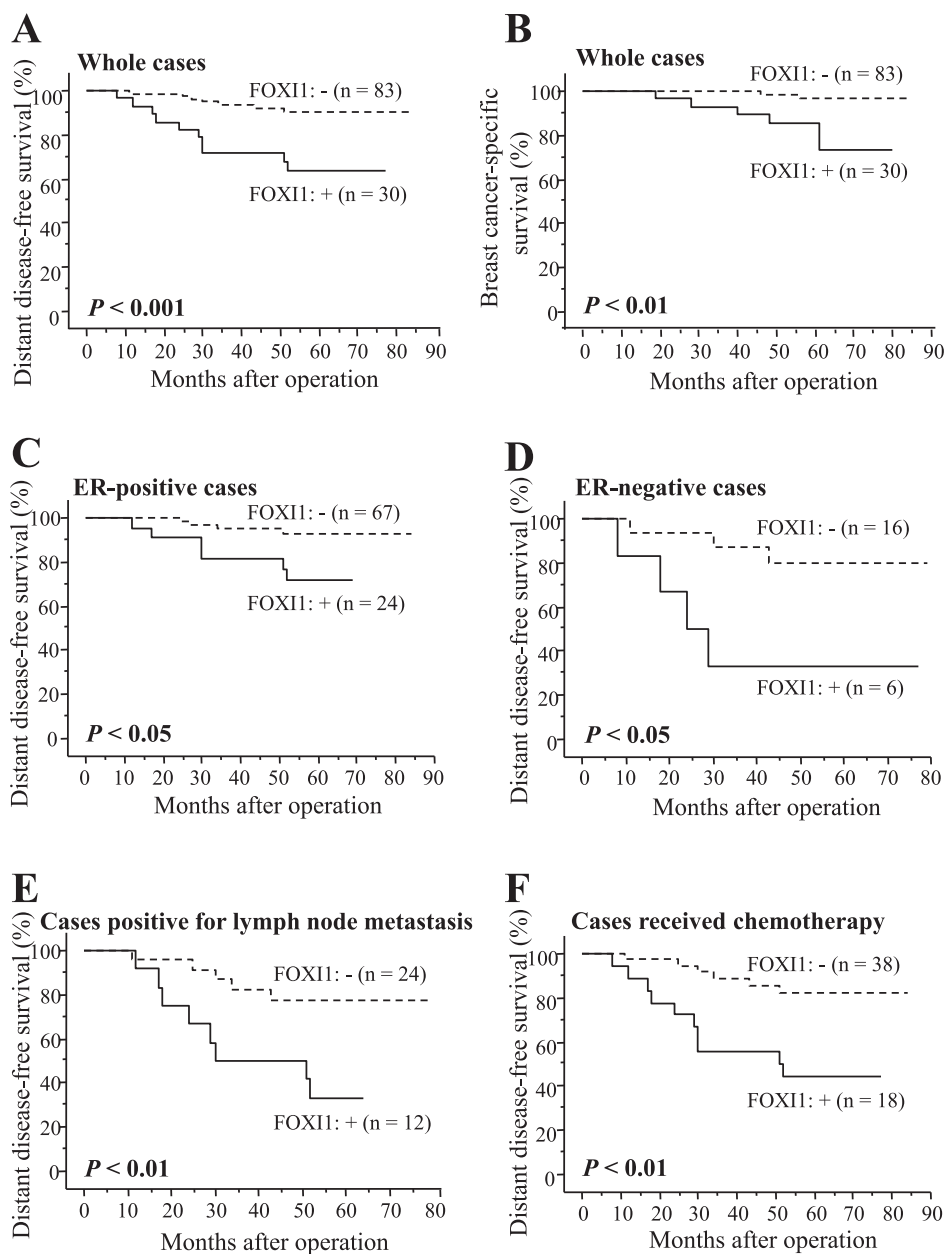 A
Whole cases
Distant disease-free survival (%)
100
80
60
40
20
0
FOXI1: - (n = 83)
FOXI1: + (n = 30)
P < 0.001
0 10 20 30 40 50 60 70 80 90
Months after operation
B
Whole cases
Breast cancer-specific
survival (%)
100
80
60
40
20
0
FOXI1: - (n = 83)
FOXI1: + (n = 30)
P < 0.01
0 10 20 30 40 50 60 70 80 90
Months after operation
C
ER-positive cases
Distant disease-free survival (%)
100
80
60
40
20
0
FOXI1: - (n = 67)
FOXI1: + (n = 24)
P < 0.05
0 10 20 30 40 50 60 70 80 90
Months after operation
D
ER-negative cases
Distant disease-free survival (%)
100
80
60
40
20
0
FOXI1: - (n = 16)
FOXI1: + (n = 6)
P < 0.05
0 10 20 30 40 50 60 70 80
Months after operation
E
Cases positive for lymph node metastasis
Distant disease-free survival (%)
100
80
60
40
20
0
FOXI1: - (n = 24)
FOXI1: + (n = 12)
P < 0.01
0 10 20 30 40 50 60 70 80
Months after operation
F
Cases received chemotherapy
Distant disease-free survival (%)
100
80
60
40
20
0
FOXI1: - (n = 38)
FOXI1: + (n = 18)
P < 0.01
0 10 20 30 40 50 60 70 80 90
Months after operation